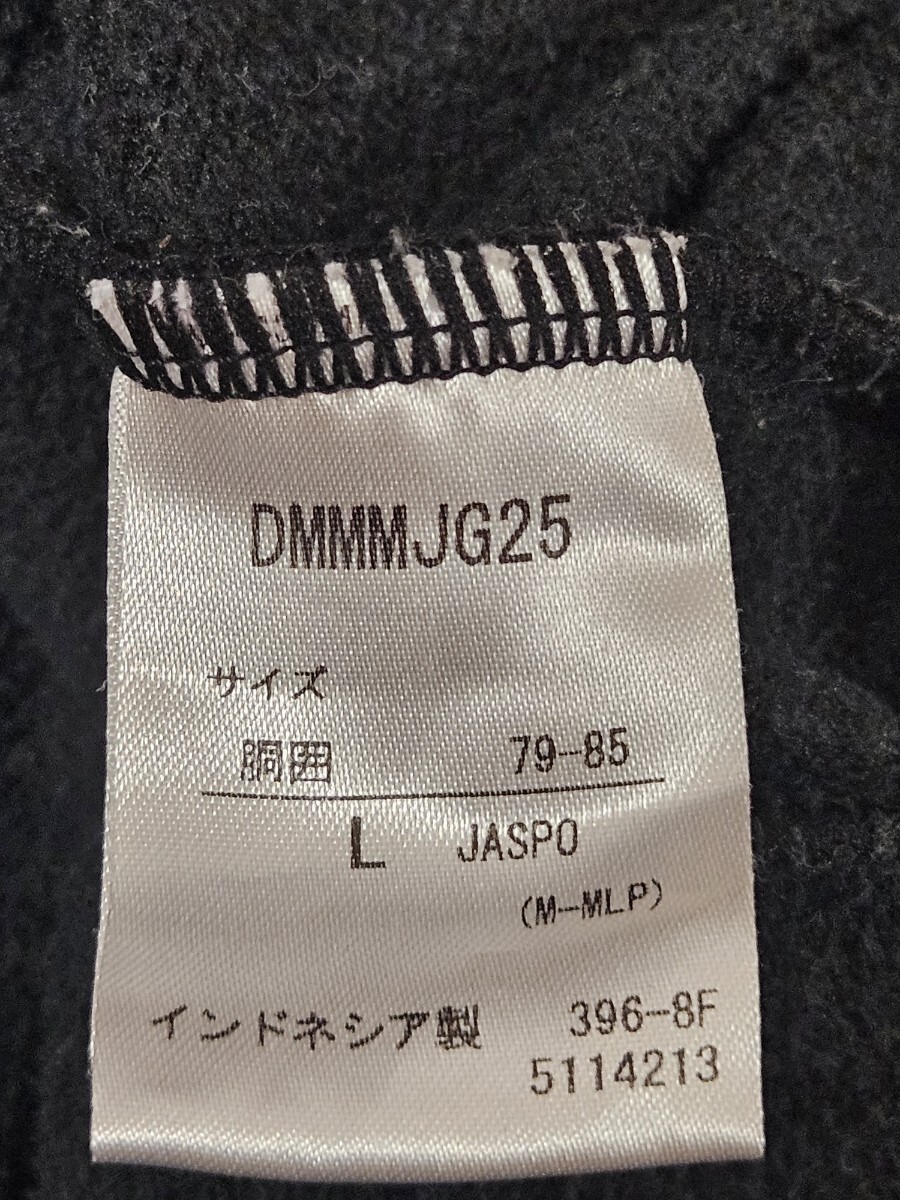 DMMMJG25
サイズ
胴囲 79-85
L JASPO
(M-MLP)
インドネシア製 396-8F
5114213